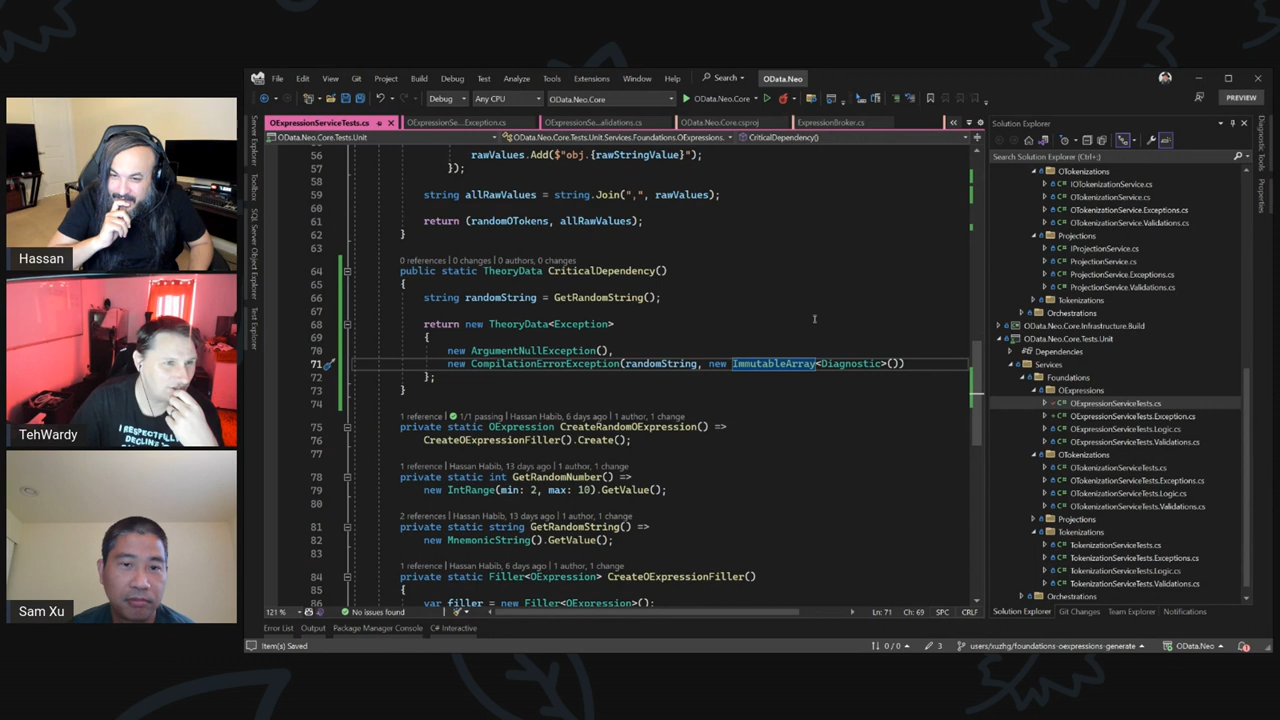 Hassan
TehWardy
I WAS
RESPECTFULLY
DECLINE
Sam Xu
File Edit View Git Project Build Debug Test Analyze Tools Extensions Window Help Search OData.Neo
Debug Any CPU OData.Neo.Core OData.Neo.Core PREVIEW
OExpressionServiceTests.cs OExpressionSe...Exception.cs OExpressionSe...alidations.cs OData.Neo.Core.csproj ExpressionBroker.cs
OData.Neo.Core.Tests.Unit OData.Neo.Core.Tests.Unit.Services.Foundations.OExpressions. CriticalDependency()
Server Explorer
Toolbox
SQL Server Object Explorer
Test Explorer
56 rawValues.Add($"obj.{rawStringValue}");
57 });
58
59 string allRawValues = string.Join(",", rawValues);
60
61 return (randomOTokens, allRawValues);
62 }
63
0 references | 0 changes | 0 authors, 0 changes
64 public static TheoryData CriticalDependency()
65 {
66 string randomString = GetRandomString();
67
68 return new TheoryData<Exception>
69 {
70 new ArgumentNullException(),
71 new CompilationErrorException(randomString, new ImmutableArray<Diagnostic>())
72 };
73 }
74
1 reference | 1/1 passing | Hassan Habib, 6 days ago | 1 author, 1 change
75 private static OExpression CreateRandomOExpression() =>
76 CreateOExpressionFiller().Create();
77
1 reference | Hassan Habib, 13 days ago | 1 author, 1 change
78 private static int GetRandomNumber() =>
79 new IntRange(min: 2, max: 10).GetValue();
80
2 references | Hassan Habib, 13 days ago | 1 author, 1 change
81 private static string GetRandomString() =>
82 new MnemonicString().GetValue();
83
1 reference | Hassan Habib, 6 days ago | 1 author, 1 change
84 private static Filler<OExpression> CreateOExpressionFiller()
85 {
86 var filler = new Filler<OExpression>();
121 % No issues found Ln: 71 Ch: 69 SPC CRLF
Error List Output Package Manager Console C# Interactive
Item(s) Saved 0 / 0 3 users/xuzhg/foundations-oexpressions-generate OData.Neo 1
Solution Explorer
Search Solution Explorer (Ctrl+;)
OTokenizations
IOTokenizationService.cs
OTokenizationService.cs
OTokenizationService.Exceptions.cs
OTokenizationService.Validations.cs
Projections
IProjectionService.cs
ProjectionService.cs
ProjectionService.Exceptions.cs
ProjectionService.Validations.cs
Tokenizations
Orchestrations
OData.Neo.Core.Infrastructure.Build
OData.Neo.Core.Tests.Unit
Dependencies
Services
Foundations
OExpressions
OExpressionServiceTests.cs
OExpressionServiceTests.Exception.cs
OExpressionServiceTests.Logic.cs
OExpressionServiceTests.Validations.cs
OTokenizations
OTokenizationServiceTests.cs
OTokenizationServiceTests.Exceptions.cs
OTokenizationServiceTests.Logic.cs
OTokenizationServiceTests.Validations.cs
Projections
Tokenizations
TokenizationServiceTests.cs
TokenizationServiceTests.Exceptions.cs
TokenizationServiceTests.Logic.cs
TokenizationServiceTests.Validations.cs
Orchestrations
Solution Explorer Git Changes Team Explorer Notifications
Diagnostic Tools
Properties